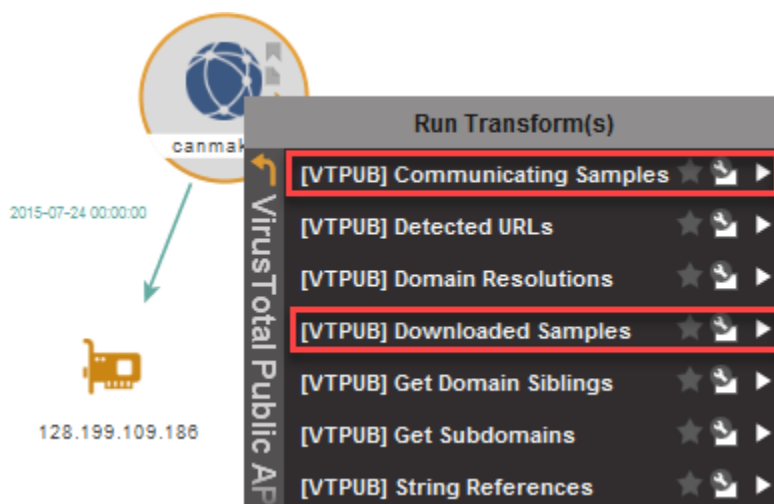 canmak
Run Transform(s)
VirusTotal Public AP
[VTPUB] Communicating Samples
2015-07-24 00:00:00
[VTPUB] Detected URLs
[VTPUB] Domain Resolutions
[VTPUB] Downloaded Samples
[VTPUB] Get Domain Siblings
128.199.109.186
[VTPUB] Get Subdomains
[VTPUB] String References